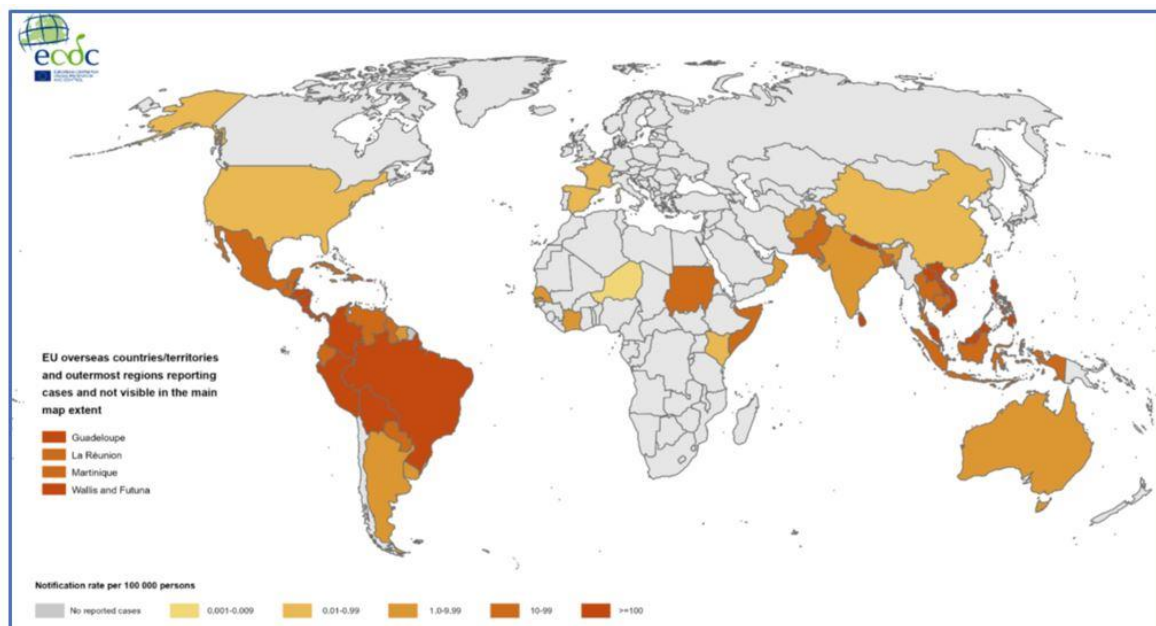 ecdc
EU overseas countries/territories
and outermost regions reporting
cases and not visible in the main
map extent
Guadeloupe
La Réunion
Martinique
Wallis and Futuna
Notification rate per 100 000 persons
No reported cases
0.001-0.009
0.01-0.99
1.0-9.99
10-99
>=100